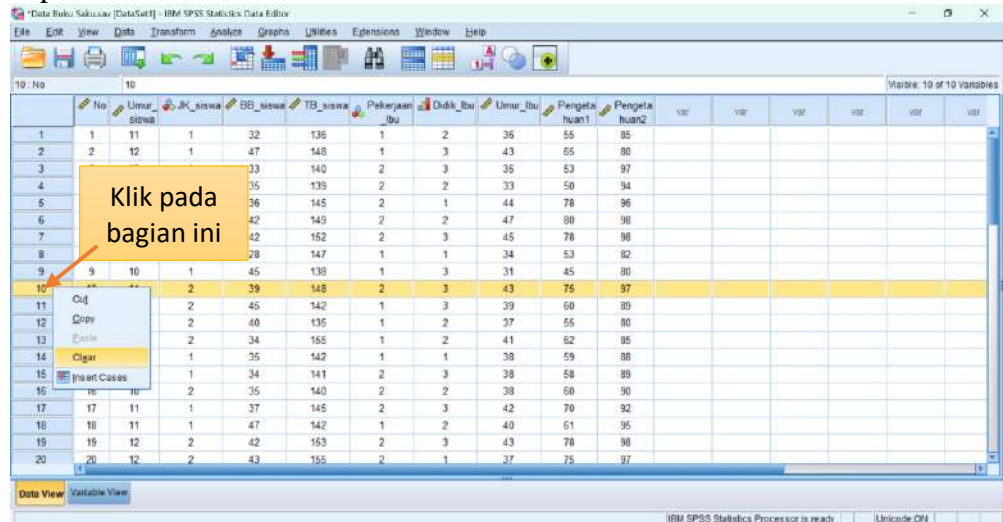 *Data Buku Saku.sav [DataSet1] - IBM SPSS Statistics Data Editor
File Edit View Data Transform Analyze Graphs Utilities Extensions Window Help
10 : No 10 Visible: 10 of 10 Variables
No Umur_siswa JK_siswa BB_siswa TB_siswa Pekerjaan_Ibu Didik_Ibu Umur_Ibu Pengetahuan1 Pengetahuan2 var var var var var
1 1 11 1 32 136 1 2 36 55 85
2 2 12 1 47 148 1 3 43 65 80
3 33 140 2 3 35 53 97
4 35 139 2 2 33 50 94
5 36 145 2 1 44 78 96
6 42 149 2 2 47 80 98
7 42 152 2 3 45 78 98
8 28 147 1 1 34 53 82
Klik pada
bagian ini
9 9 10 1 45 138 1 3 31 45 80
10 2 39 148 2 3 43 75 97
11 2 45 142 1 3 39 60 89
12 2 40 135 1 2 37 55 80
13 2 34 155 1 2 41 62 85
14 1 35 142 1 1 38 59 88
15 1 34 141 2 3 38 58 89
Cut
Copy
Paste
Clear
Insert Cases
16 16 10 2 35 140 2 2 38 60 90
17 17 11 1 37 145 2 3 42 70 92
18 18 11 1 47 142 1 2 40 61 95
19 19 12 2 42 153 2 3 43 78 98
20 20 12 2 43 155 2 1 37 75 97
Data View Variable View
IBM SPSS Statistics Processor is ready Unicode:ON